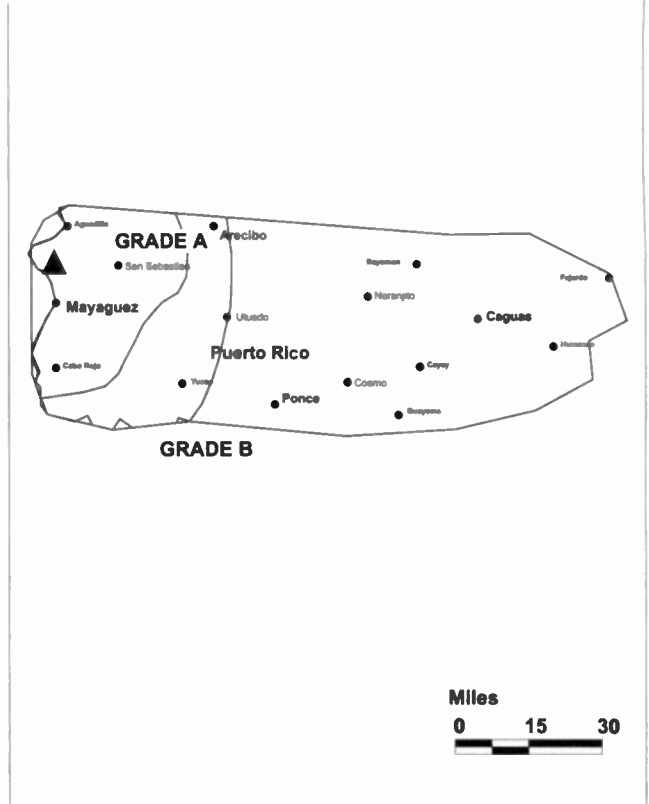 Aguadilla
GRADE A
Arecibo
San Sebastian
Bayamon
Fajardo
Naranjito
Mayaguez
Utuado
Caguas
Humacao
Puerto Rico
Cabo Rojo
Yauco
Cayey
Coamo
Ponce
Guayama
GRADE B
Miles
0 15 30